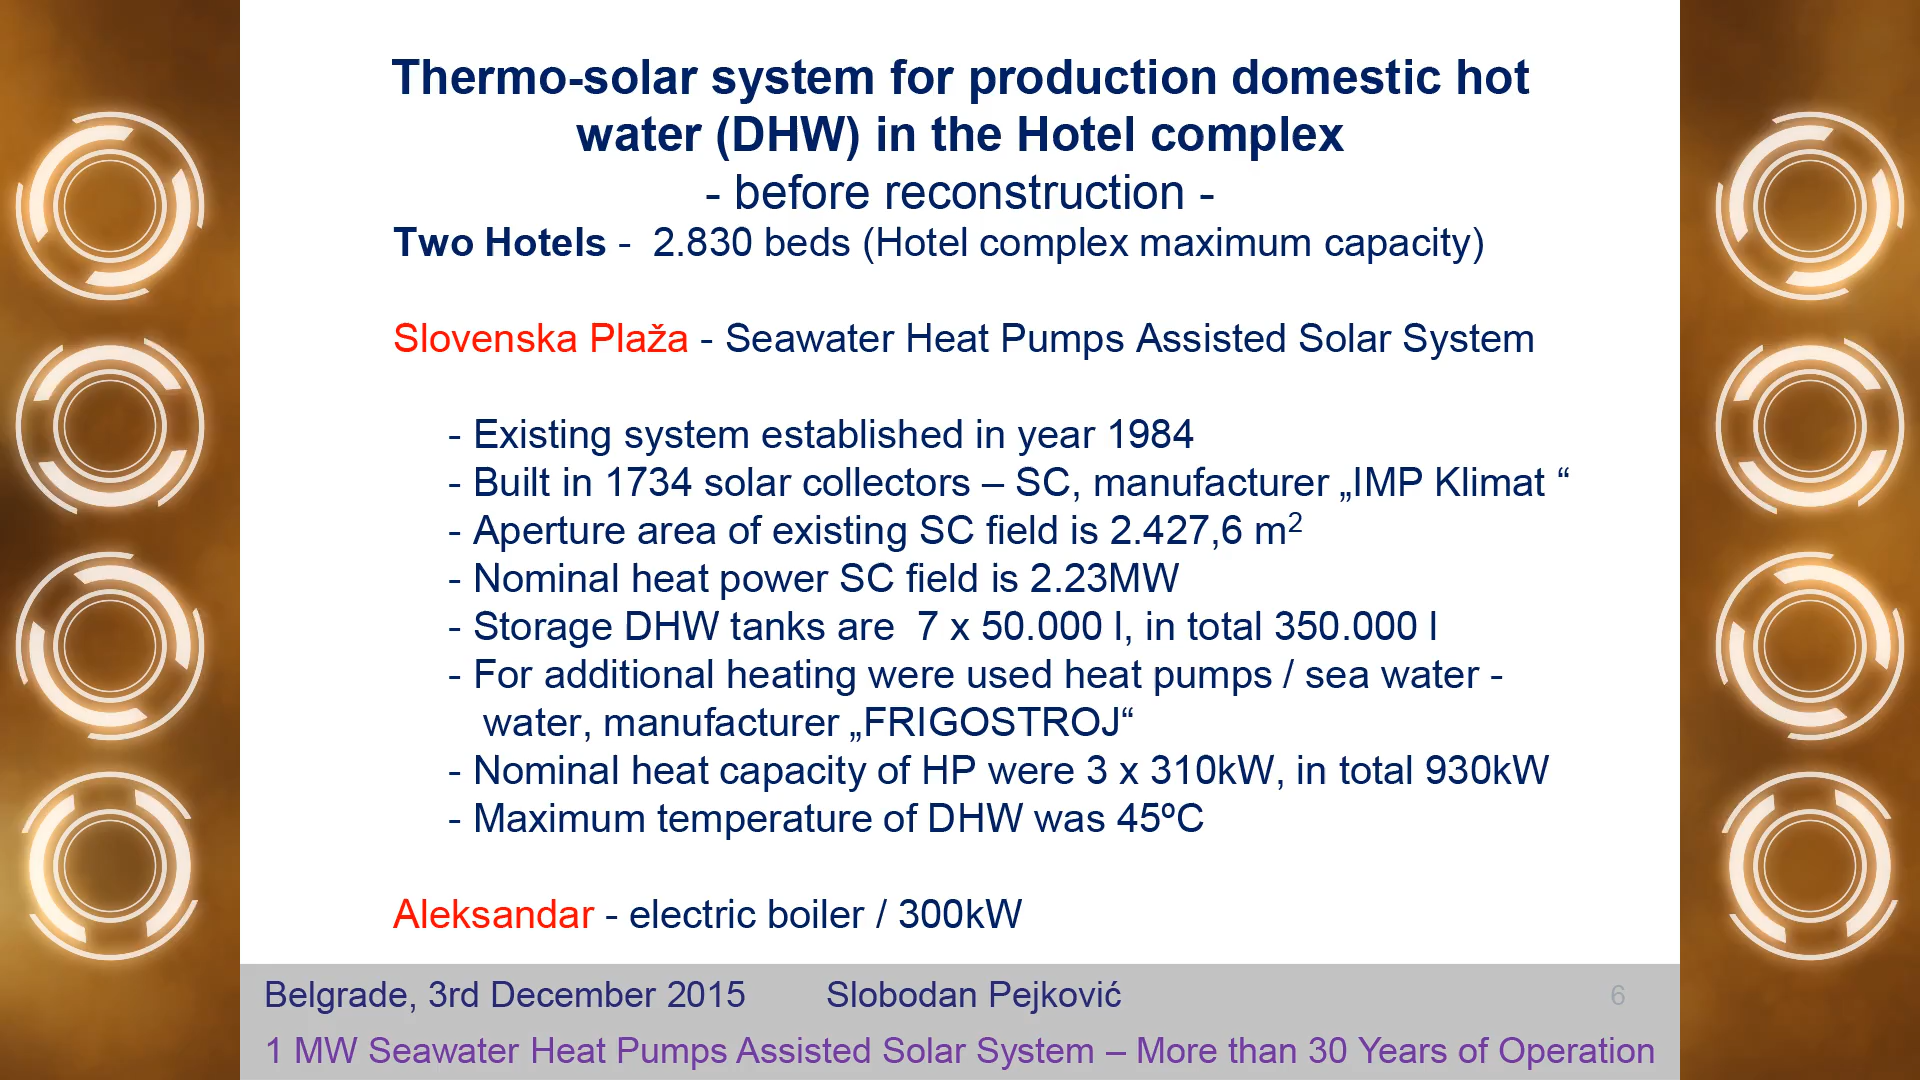 Thermo-solar system for production domestic hot
water (DHW) in the Hotel complex
- before reconstruction -
Two Hotels - 2.830 beds (Hotel complex maximum capacity)
Slovenska Plaža - Seawater Heat Pumps Assisted Solar System
- Existing system established in year 1984
- Built in 1734 solar collectors – SC, manufacturer „IMP Klimat “
- Aperture area of existing SC field is 2.427,6 m²
- Nominal heat power SC field is 2.23MW
- Storage DHW tanks are 7 x 50.000 l, in total 350.000 l
- For additional heating were used heat pumps / sea water -
water, manufacturer „FRIGOSTROJ“
- Nominal heat capacity of HP were 3 x 310kW, in total 930kW
- Maximum temperature of DHW was 45ºC
Aleksandar - electric boiler / 300kW
Belgrade, 3rd December 2015 Slobodan Pejković 6
1 MW Seawater Heat Pumps Assisted Solar System – More than 30 Years of Operation